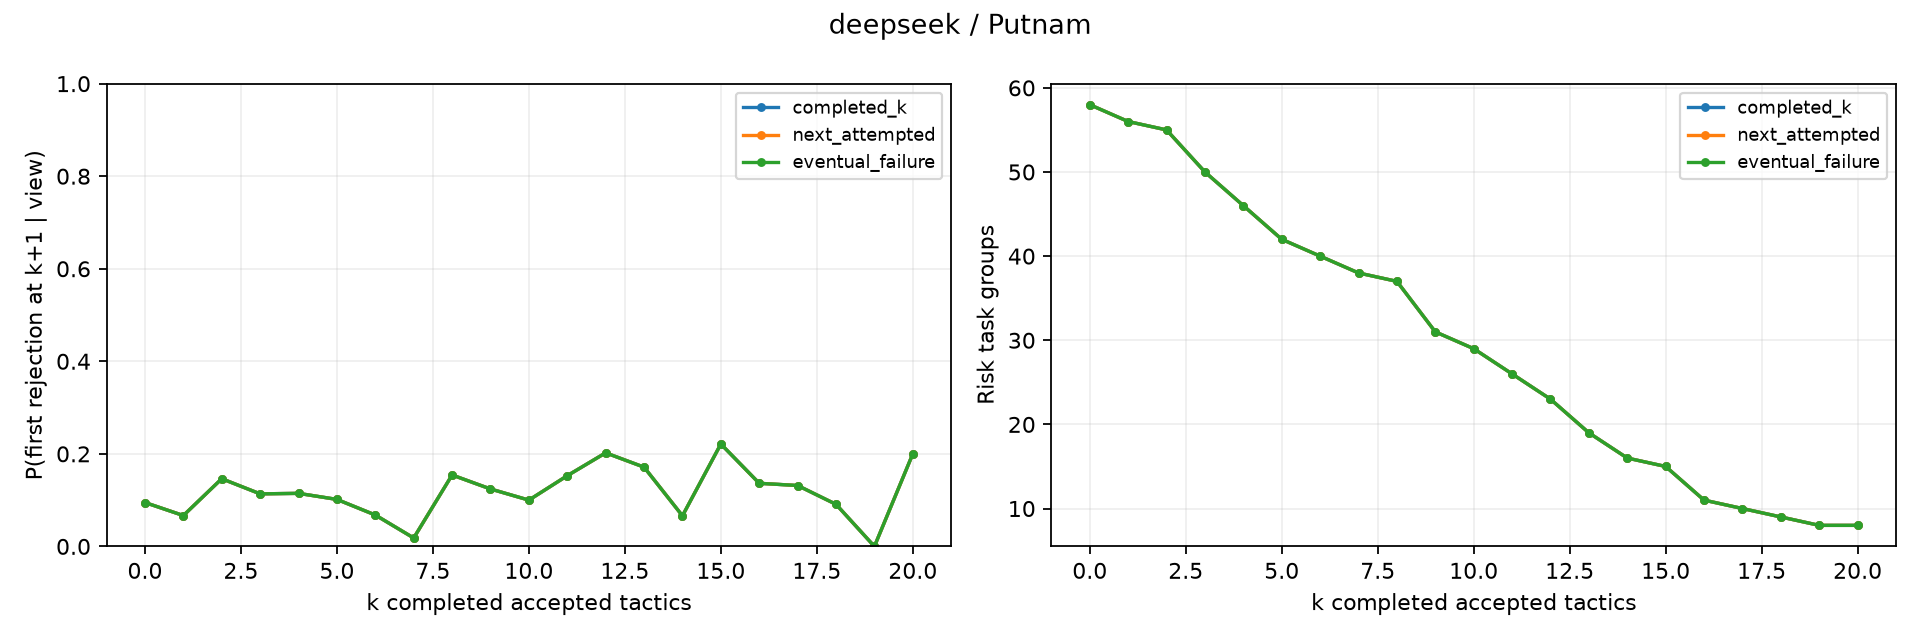 deepseek / Putnam
P(first rejection at k+1 | view)
1.0
0.8
0.6
0.4
0.2
0.0
completed_k
next_attempted
eventual_failure
0.0 2.5 5.0 7.5 10.0 12.5 15.0 17.5 20.0
k completed accepted tactics
Risk task groups
60
50
40
30
20
10
completed_k
next_attempted
eventual_failure
0.0 2.5 5.0 7.5 10.0 12.5 15.0 17.5 20.0
k completed accepted tactics